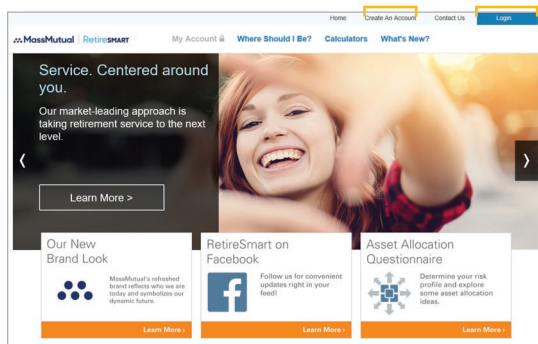 Home Create An Account Contact Us Login
MassMutual RetireSMART My Account Where Should I Be? Calculators What's New?
Service. Centered around
you.
Our market-leading approach is
taking retirement service to the next
level.
Learn More >
Our New
Brand Look
MassMutual's refreshed
brand reflects who we are
today and symbolizes our
dynamic future.
Learn More ›
RetireSmart on
Facebook
Follow us for convenient
updates right in your
feed!
Learn More ›
Asset Allocation
Questionnaire
Determine your risk
profile and explore
some asset allocation
ideas.
Learn More ›